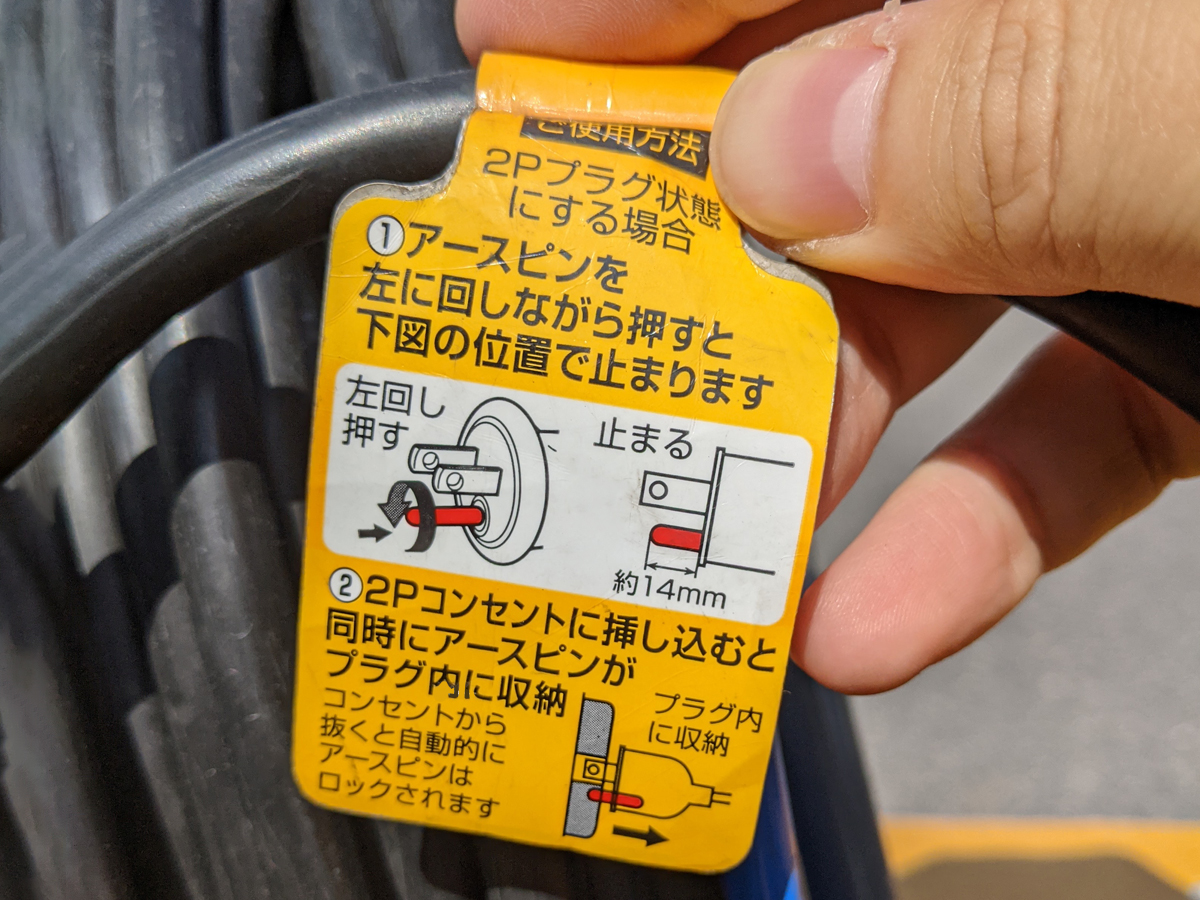 ご使用方法
2Pプラグ状態
にする場合
①アースピンを
左に回しながら押すと
下図の位置で止まります
左回し
押す
止まる
約14mm
②2Pコンセントに挿し込むと
同時にアースピンが
プラグ内に収納
コンセントから
抜くと自動的に
アースピンは
ロックされます
プラグ内
に収納